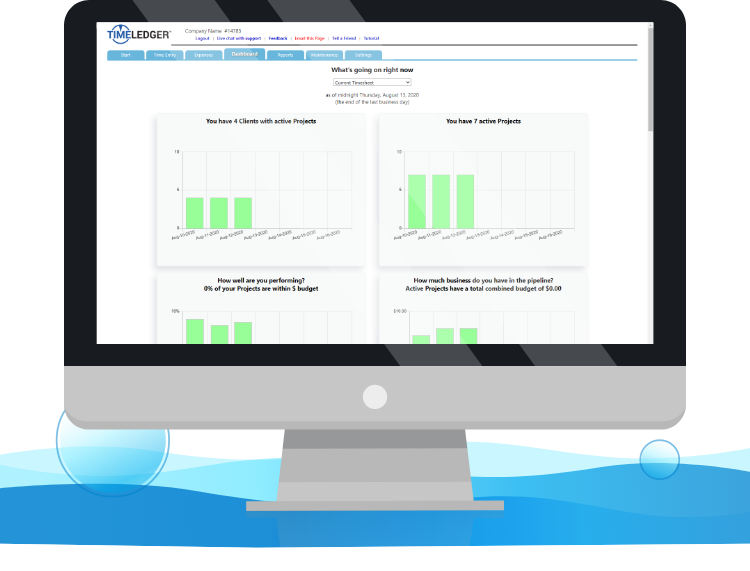 TIMELEDGER
Company Name #14785
Logout | Live chat with support | Feedback | Email this Page | Tell a Friend | Tutorial
Start Time Entry Expenses Dashboard Reports Maintenance Settings
What's going on right now
Current Timesheet
as of midnight Thursday, August 13, 2020
(the end of the last business day)
You have 4 Clients with active Projects
10
5
0
Aug-10-2020 Aug-11-2020 Aug-12-2020 Aug-13-2020 Aug-14-2020 Aug-15-2020 Aug-16-2020
You have 7 active Projects
10
5
0
Aug-10-2020 Aug-11-2020 Aug-12-2020 Aug-13-2020 Aug-14-2020 Aug-15-2020 Aug-16-2020
How well are you performing?
0% of your Projects are within $ budget
10%
How much business do you have in the pipeline?
Active Projects have a total combined budget of $0.00
$10.00